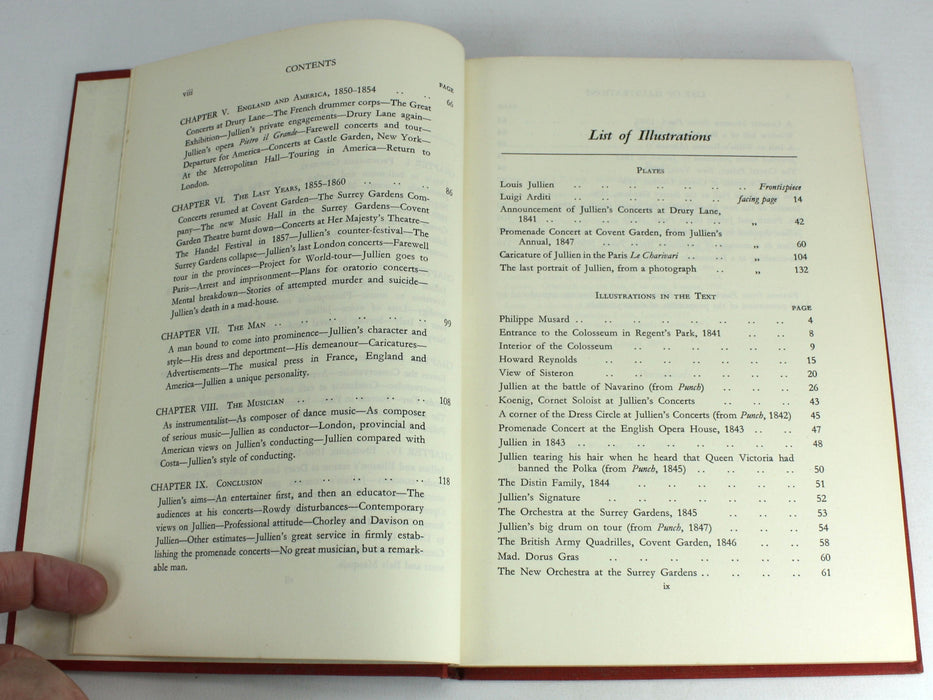 viii
CONTENTS
PAGE
CHAPTER V. ENGLAND AND AMERICA, 1850–1854 .. .. 66
Concerts at Drury Lane—The French drummer corps—The Great
Exhibition—Jullien's private engagements—Drury Lane again—
Jullien's opera Pietro il Grande—Farewell concerts and tour—
Departure for America—Concerts at Castle Garden, New York—
At the Metropolitan Hall—Touring in America—Return to
London.
CHAPTER VI. THE LAST YEARS, 1855–1860 .. .. .. .. 86
Concerts resumed at Covent Garden—The Surrey Gardens Com-
pany—The new Music Hall in the Surrey Gardens—Covent
Garden Theatre burnt down—Concerts at Her Majesty's Theatre—
The Handel Festival in 1857—Jullien's counter-festival—The
Surrey Gardens collapse—Jullien's last London concerts—Farewell
tour in the provinces—Project for World-tour—Jullien goes to
Paris—Arrest and imprisonment—Plans for oratorio concerts—
Mental breakdown—Stories of attempted murder and suicide—
Jullien's death in a mad-house.
CHAPTER VII. THE MAN .. .. .. .. .. .. 99
A man bound to come into prominence—Jullien's character and
style—His dress and deportment—His demeanour—Caricatures—
Advertisements—The musical press in France, England and
America—Jullien a unique personality.
CHAPTER VIII. THE MUSICIAN .. .. .. .. .. 108
As instrumentalist—As composer of dance music—As composer
of serious music—Jullien as conductor—London, provincial and
American views on Jullien's conducting—Jullien compared with
Costa—Jullien's style of conducting.
CHAPTER IX. CONCLUSION .. .. .. .. .. 118
Jullien's aims—An entertainer first, and then an educator—The
audiences at his concerts—Rowdy disturbances—Contemporary
views on Jullien—Professional attitude—Chorley and Davison on
Jullien—Other estimates—Jullien's great service in firmly estab-
lishing the promenade concerts—No great musician, but a remark-
able man.
List of Illustrations
PLATES
Louis Jullien .. .. .. .. .. .. .. Frontispiece
Luigi Arditi .. .. .. .. .. .. facing page 14
Announcement of Jullien's Concerts at Drury Lane,
1841 .. .. .. .. .. .. .. „ 42
Promenade Concert at Covent Garden, from Jullien's
Annual, 1847 .. .. .. .. .. „ 60
Caricature of Jullien in the Paris Le Charivari .. .. „ 104
The last portrait of Jullien, from a photograph .. „ 132
ILLUSTRATIONS IN THE TEXT
PAGE
Philippe Musard .. .. .. .. .. .. .. .. 4
Entrance to the Colosseum in Regent's Park, 1841 .. .. 8
Interior of the Colosseum .. .. .. .. .. .. 9
Howard Reynolds .. .. .. .. .. .. .. 15
View of Sisteron .. .. .. .. .. .. .. 20
Jullien at the battle of Navarino (from Punch) .. .. .. 26
Koenig, Cornet Soloist at Jullien's Concerts .. .. .. 43
A corner of the Dress Circle at Jullien's Concerts (from Punch, 1842) 45
Promenade Concert at the English Opera House, 1843 .. .. 47
Jullien in 1843 .. .. .. .. .. .. .. .. 48
Jullien tearing his hair when he heard that Queen Victoria had
banned the Polka (from Punch, 1845) .. .. .. .. 50
The Distin Family, 1844 .. .. .. .. .. .. 51
Jullien's Signature .. .. .. .. .. .. .. 52
The Orchestra at the Surrey Gardens, 1845 .. .. .. 53
Jullien's big drum on tour (from Punch, 1847) .. .. .. 54
The British Army Quadrilles, Covent Garden, 1846 .. .. 58
Mad. Dorus Gras .. .. .. .. .. .. .. 60
The New Orchestra at the Surrey Gardens .. .. .. .. 61
ix